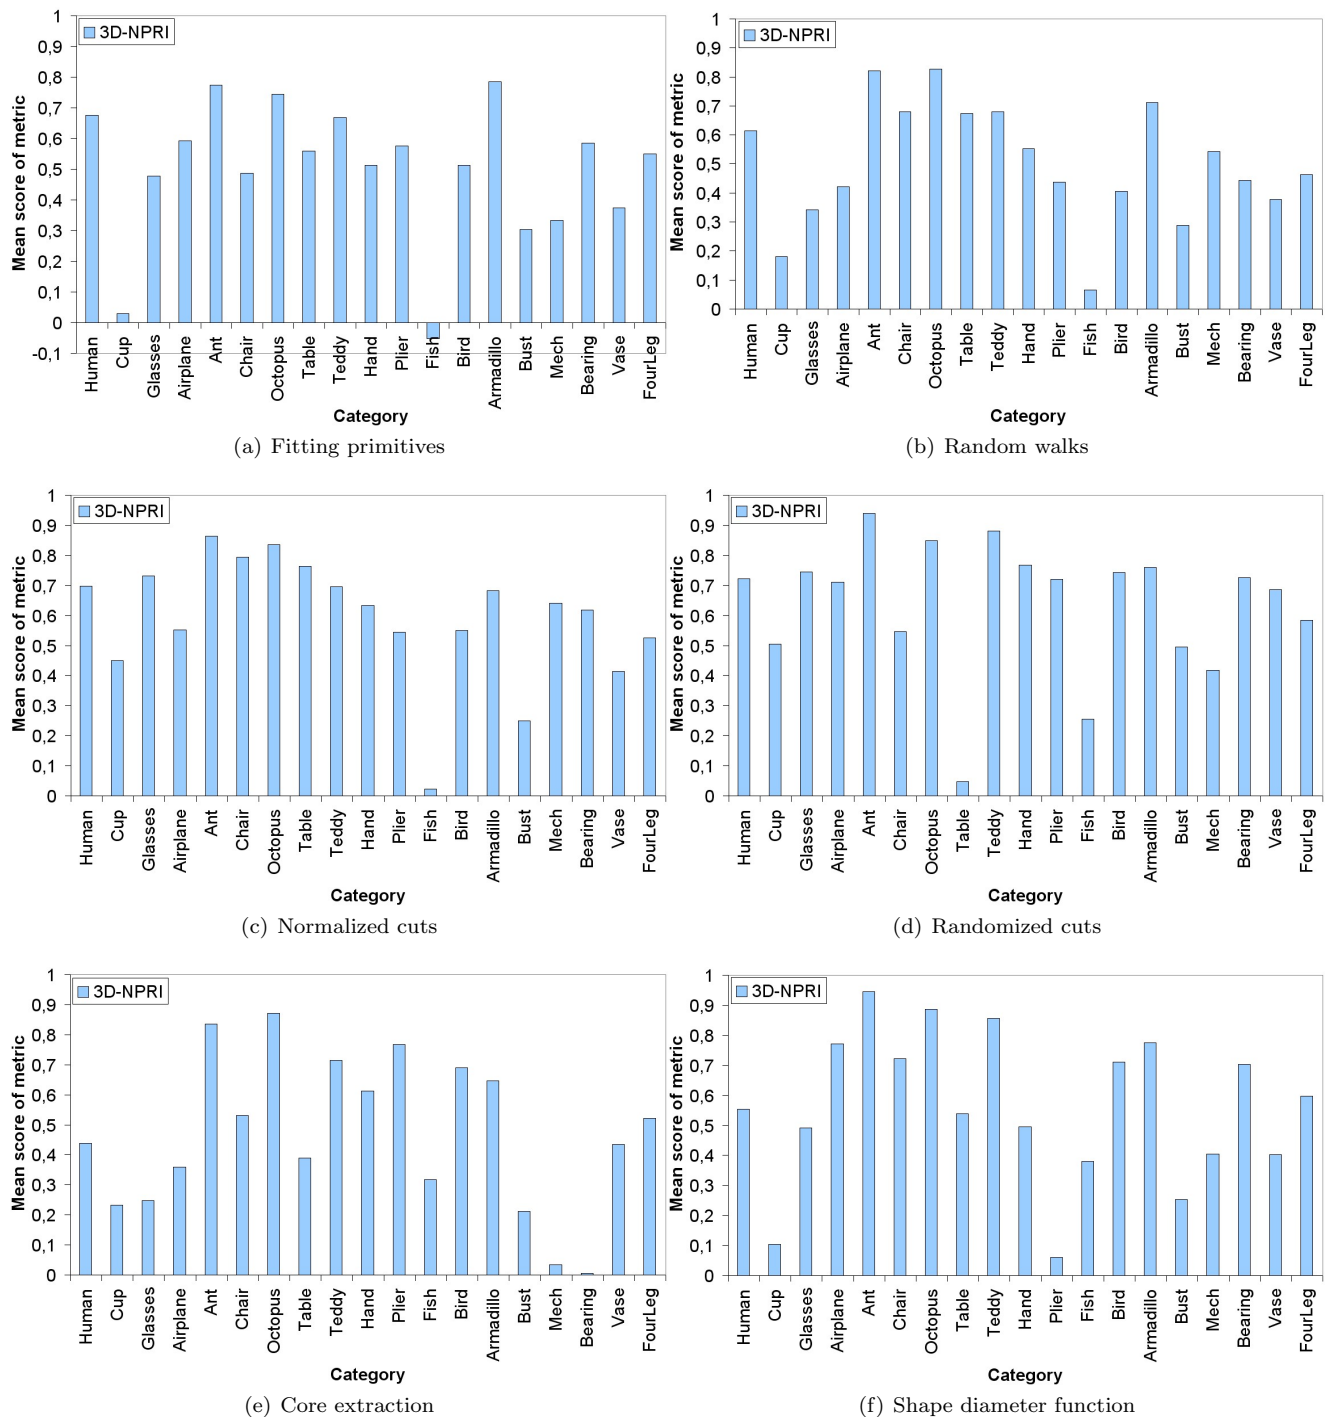 1
0,9
0,8
0,7
0,6
0,5
0,4
0,3
0,2
0,1
0
-0,1
Mean score of metric
3D-NPRI
Human Cup Glasses Airplane Ant Chair Octopus Table Teddy Hand Plier Fish Bird Armadillo Bust Mech Bearing Vase FourLeg
Category
(a) Fitting primitives
1
0,9
0,8
0,7
0,6
0,5
0,4
0,3
0,2
0,1
0
Mean score of metric
3D-NPRI
Human Cup Glasses Airplane Ant Chair Octopus Table Teddy Hand Plier Fish Bird Armadillo Bust Mech Bearing Vase FourLeg
Category
(b) Random walks
1
0,9
0,8
0,7
0,6
0,5
0,4
0,3
0,2
0,1
0
Mean score of metric
3D-NPRI
Human Cup Glasses Airplane Ant Chair Octopus Table Teddy Hand Plier Fish Bird Armadillo Bust Mech Bearing Vase FourLeg
Category
(c) Normalized cuts
1
0,9
0,8
0,7
0,6
0,5
0,4
0,3
0,2
0,1
0
Mean score of metric
3D-NPRI
Human Cup Glasses Airplane Ant Chair Octopus Table Teddy Hand Plier Fish Bird Armadillo Bust Mech Bearing Vase FourLeg
Category
(d) Randomized cuts
1
0,9
0,8
0,7
0,6
0,5
0,4
0,3
0,2
0,1
0
Mean score of metric
3D-NPRI
Human Cup Glasses Airplane Ant Chair Octopus Table Teddy Hand Plier Fish Bird Armadillo Bust Mech Bearing Vase FourLeg
Category
(e) Core extraction
1
0,9
0,8
0,7
0,6
0,5
0,4
0,3
0,2
0,1
0
Mean score of metric
3D-NPRI
Human Cup Glasses Airplane Ant Chair Octopus Table Teddy Hand Plier Fish Bird Armadillo Bust Mech Bearing Vase FourLeg
Category
(f) Shape diameter function